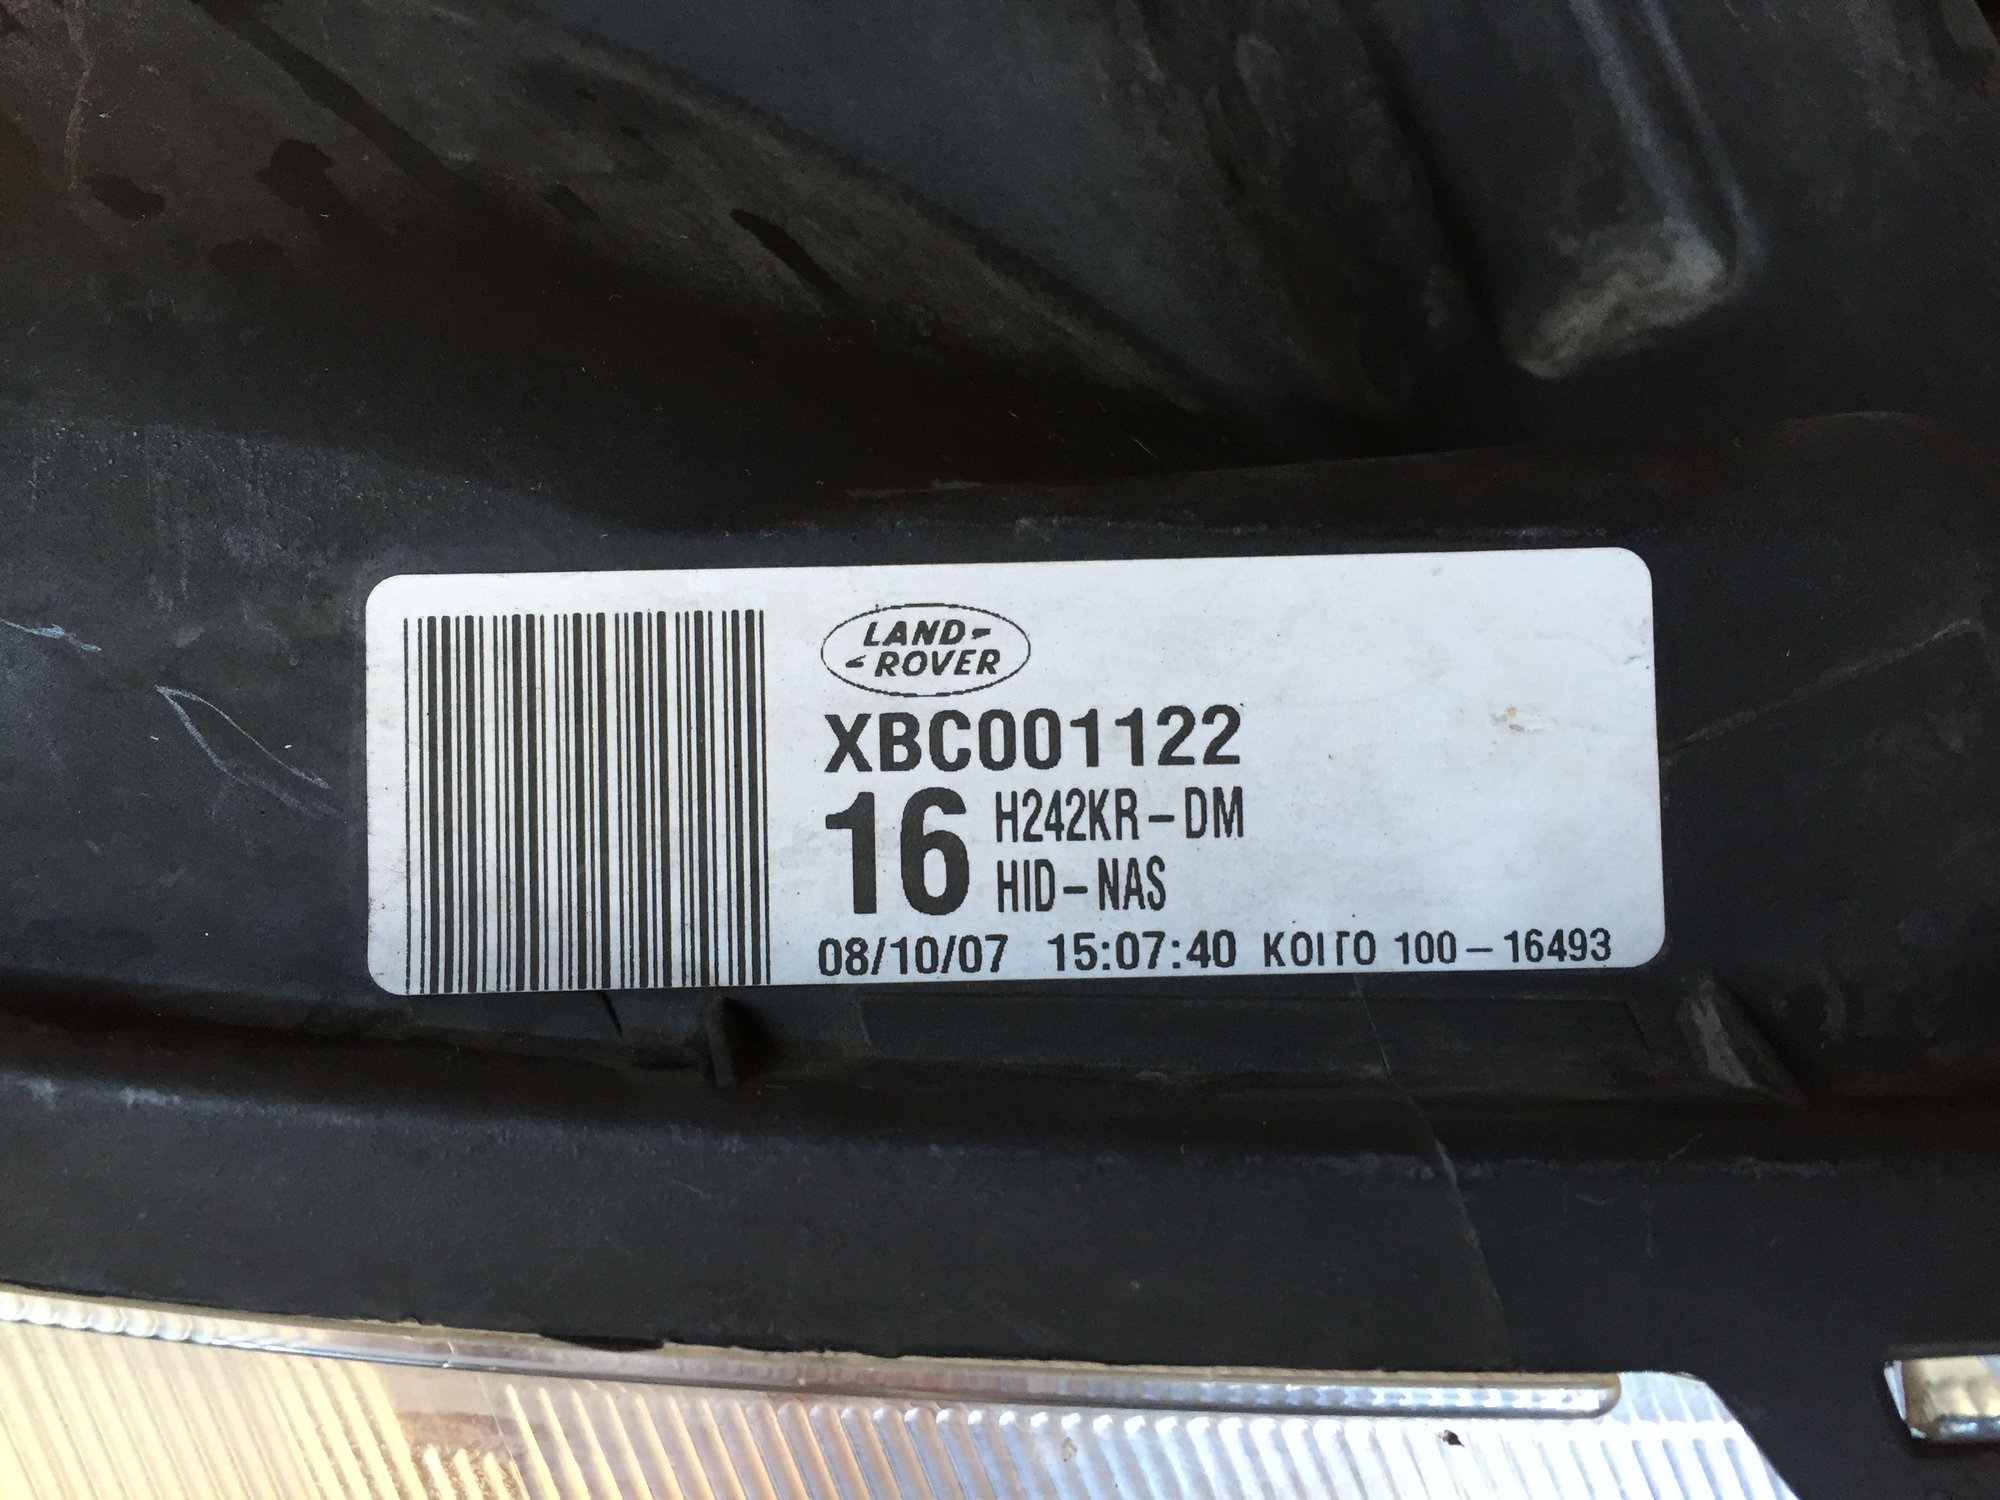 LAND-
-ROVER
XBC001122
16 H242KR-DM
HID-NAS
08/10/07 15:07:40 KOITO 100-16493